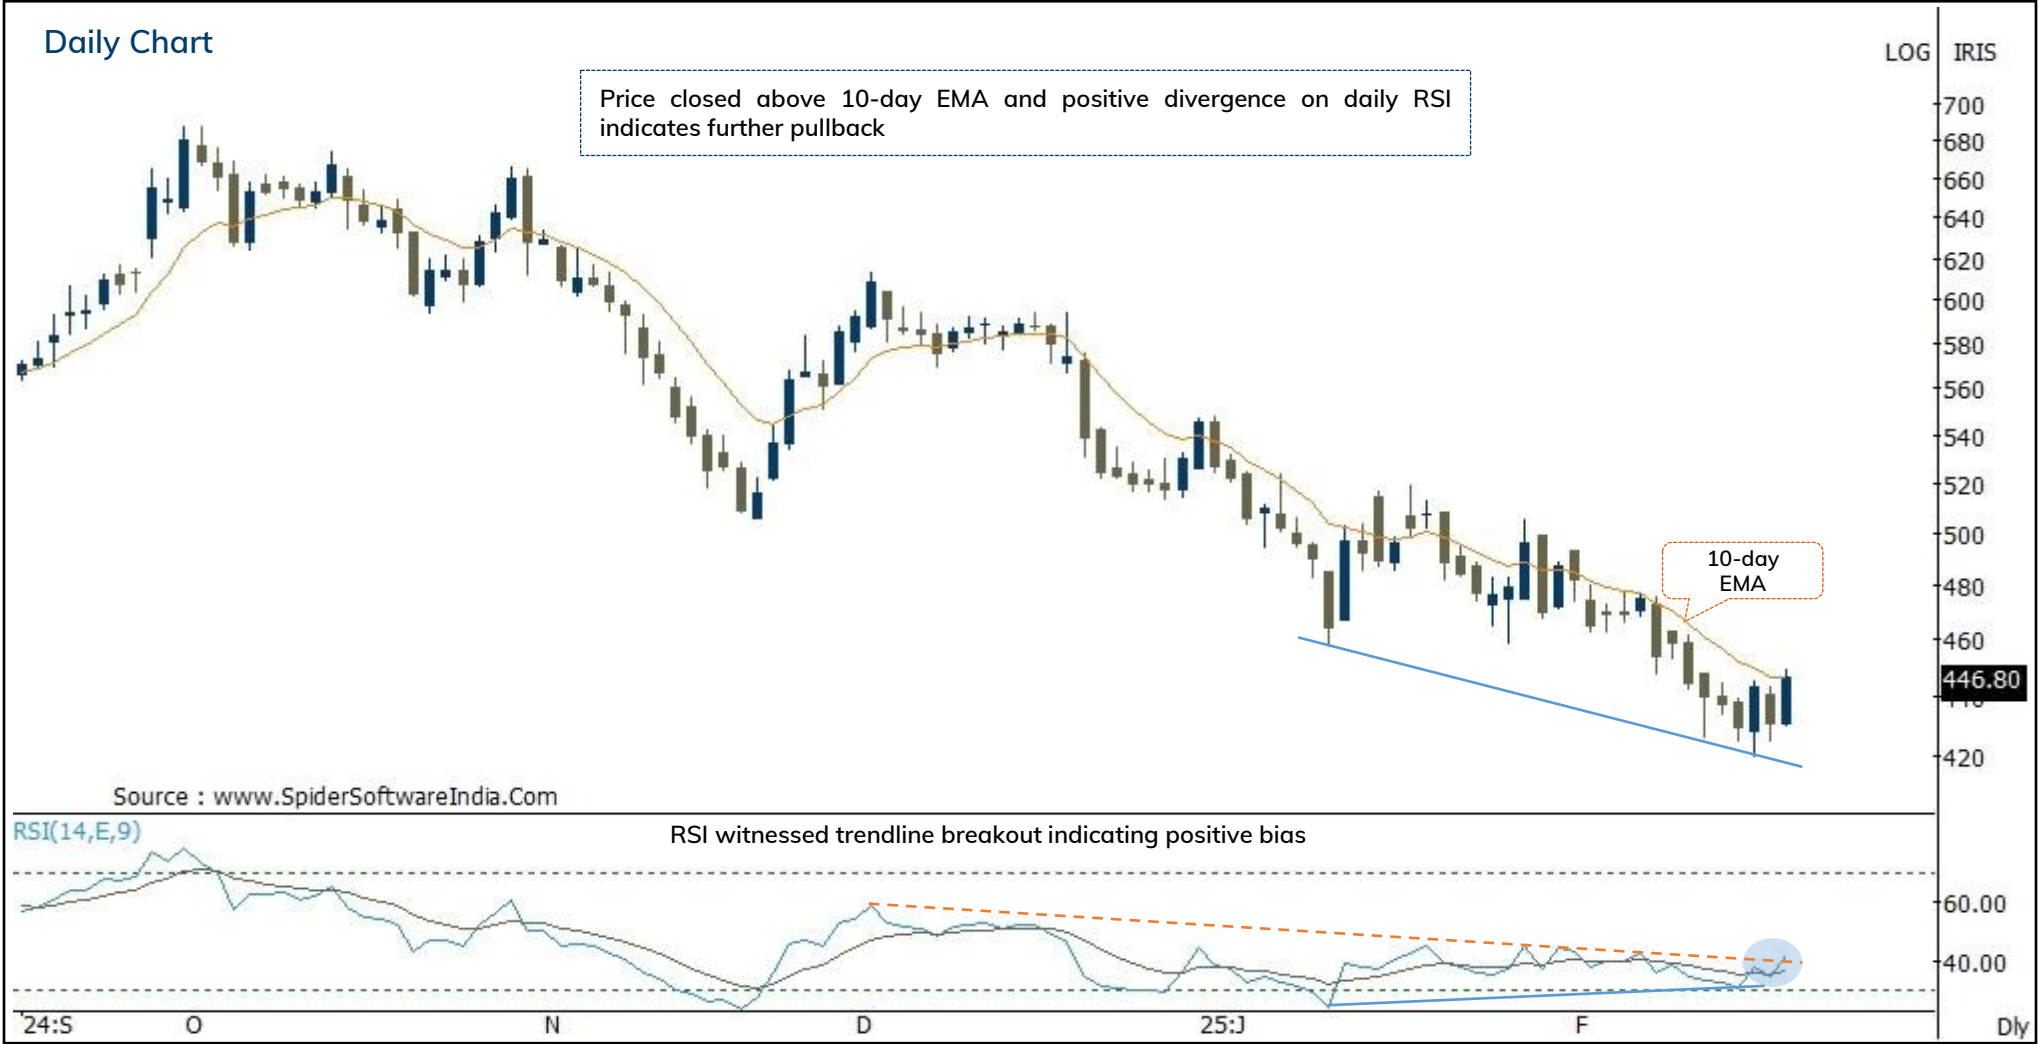 Daily Chart
LOG IRIS
Price closed above 10-day EMA and positive divergence on daily RSI
indicates further pullback
700
680
660
640
620
600
580
560
540
520
500
480
460
446.80
420
10-day
EMA
Source : www.SpiderSoftwareIndia.Com
RSI(14,E,9)
RSI witnessed trendline breakout indicating positive bias
60.00
40.00
24:S O N D 25:J F Dly